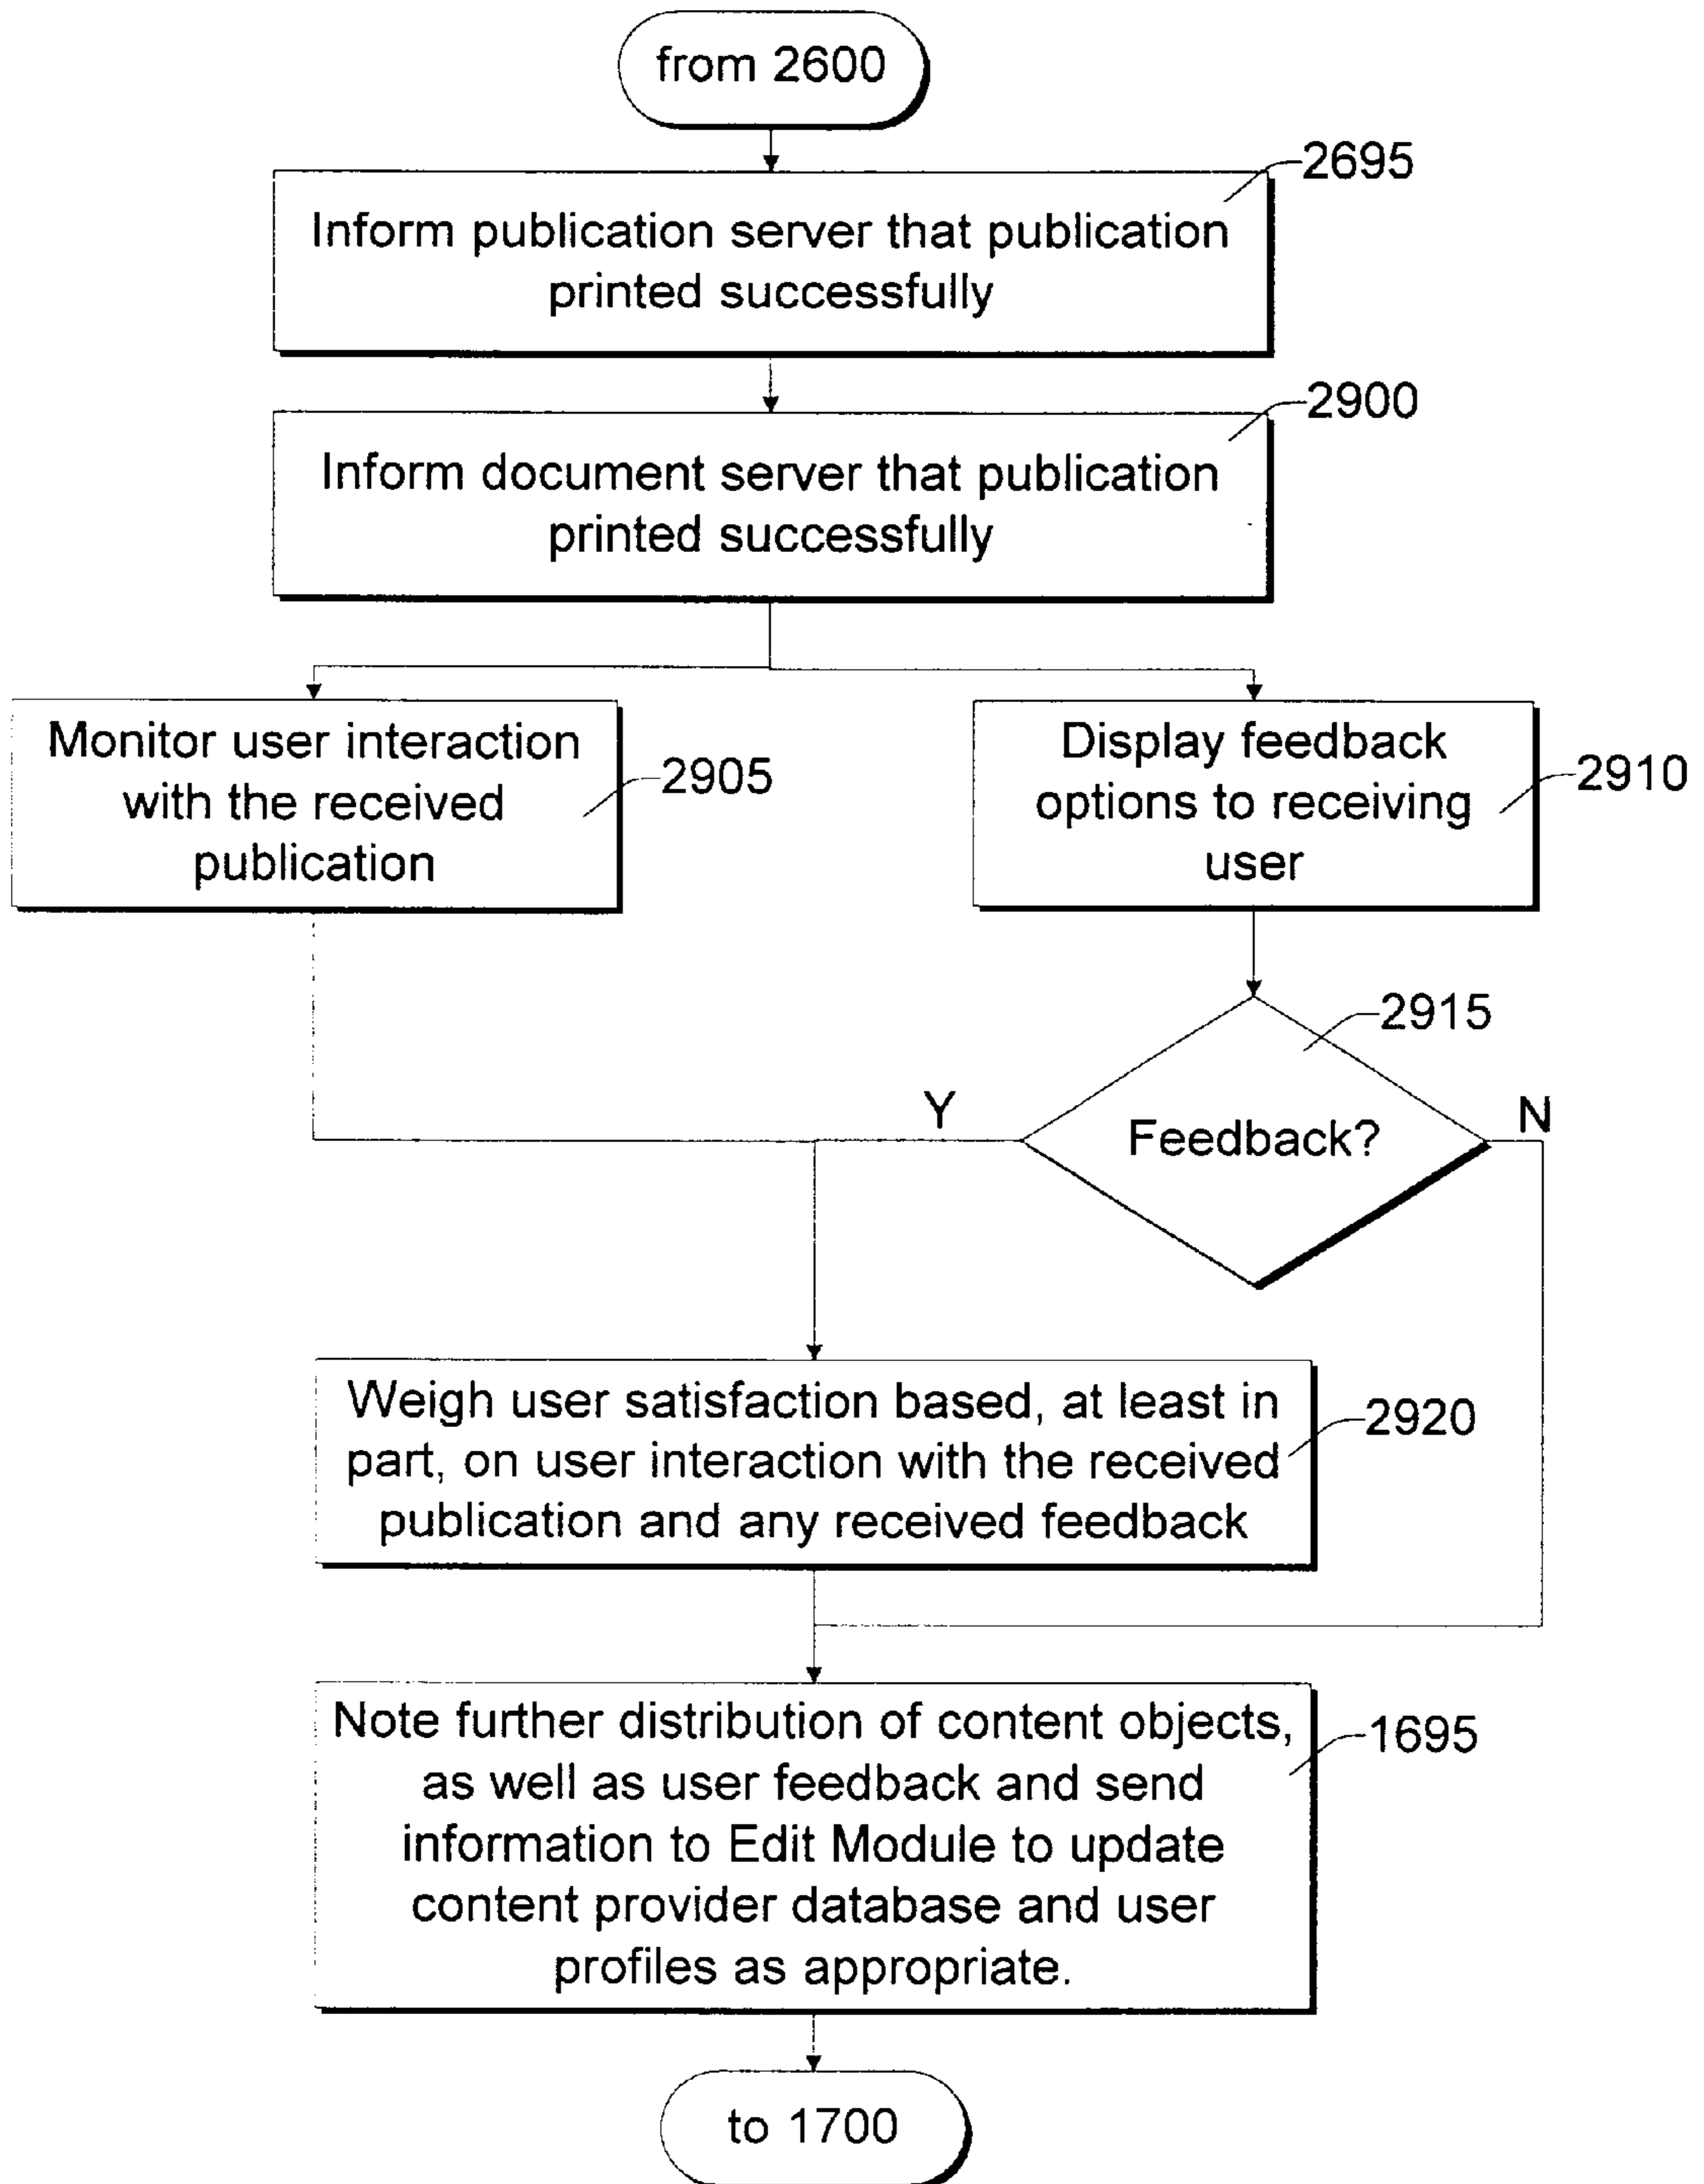 from 2600
2695
Inform publication server that publication
printed successfully
2900
Inform document server that publication
printed successfully
Monitor user interaction
with the received
publication
2905
Display feedback
options to receiving
user
2910
2915
Y
Feedback?
N
Weigh user satisfaction based, at least in
part, on user interaction with the received
publication and any received feedback
2920
Note further distribution of content objects,
as well as user feedback and send
information to Edit Module to update
content provider database and user
profiles as appropriate.
1695
to 1700